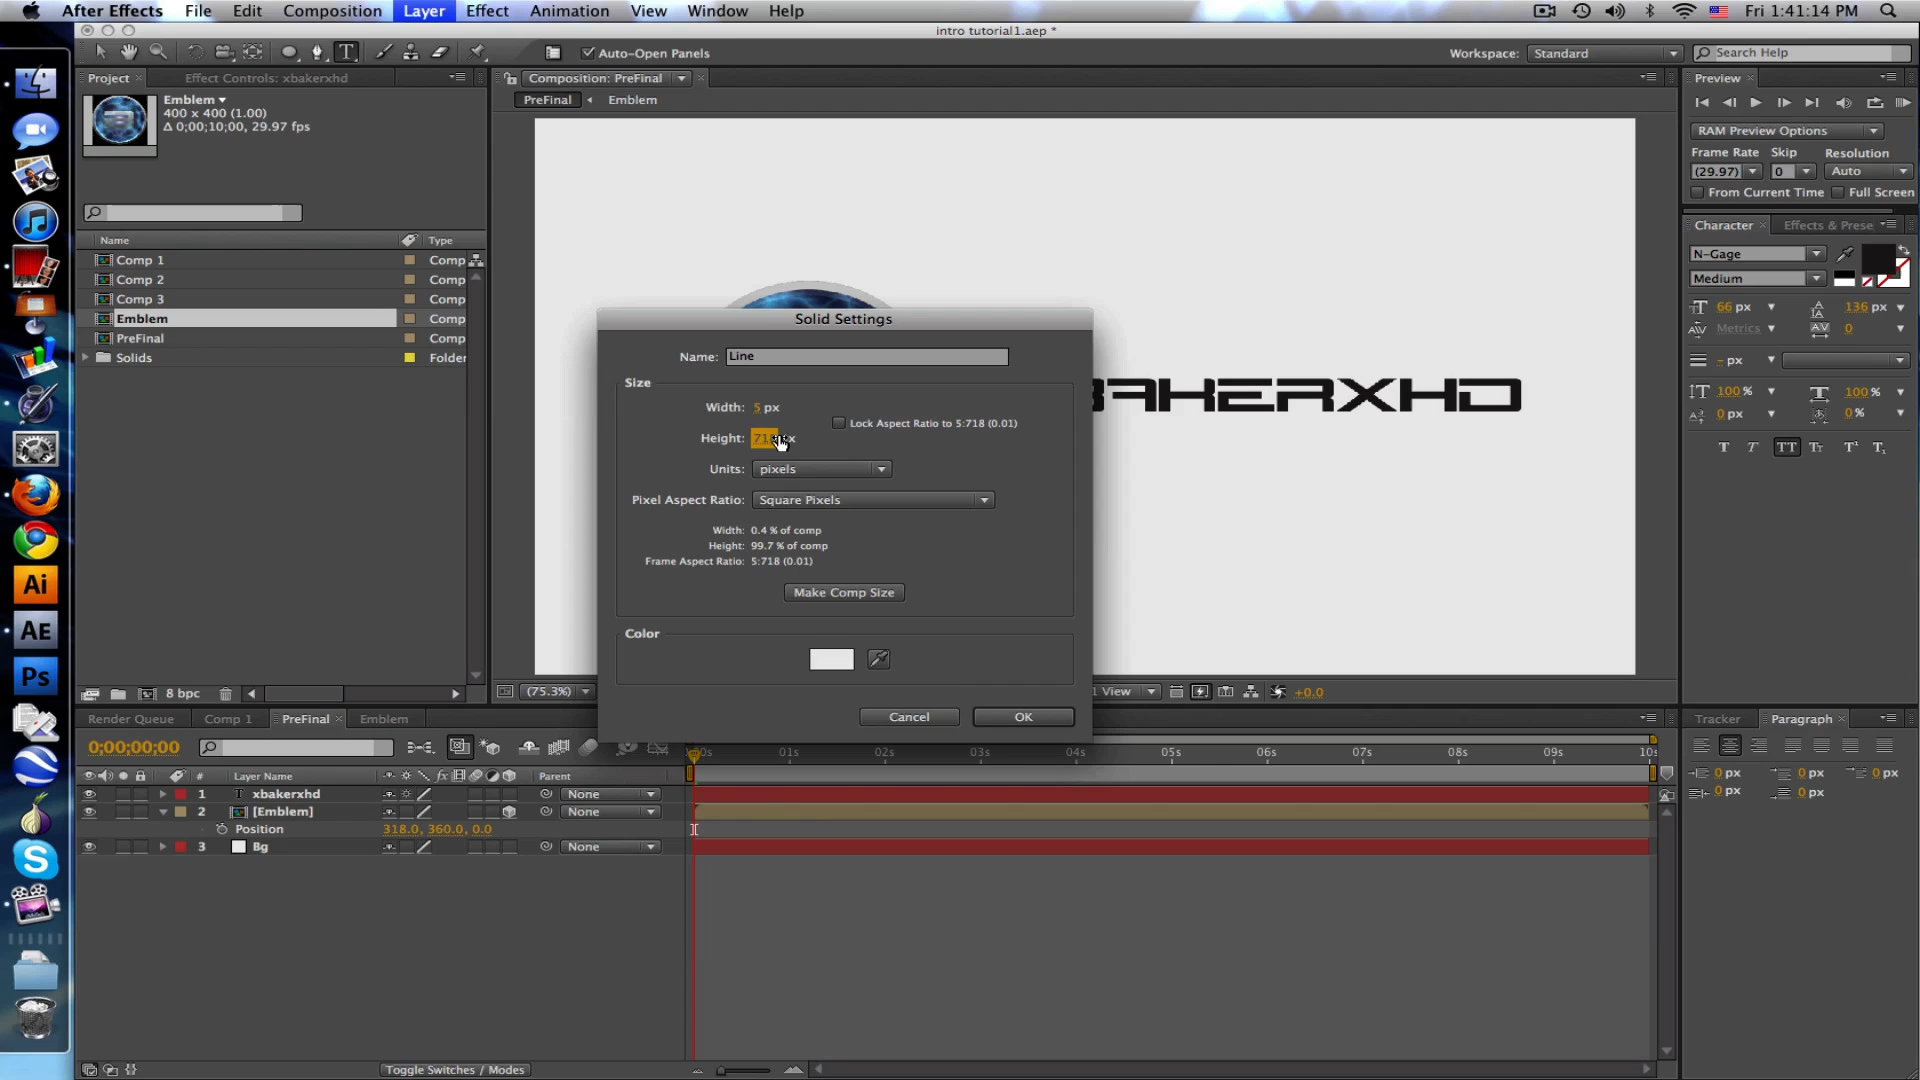 After Effects File Edit Composition Layer Effect Animation View Window Help Fri 1:41:14 PM
intro tutorial1.aep *
T Auto-Open Panels Workspace: Standard Search Help
Project Effect Controls: xbakerxhd Composition: PreFinal Preview
Emblem
400 x 400 (1.00)
Δ 0;00;10;00, 29.97 fps
PreFinal Emblem
RAM Preview Options
Frame Rate Skip Resolution
(29.97) 0 Auto
From Current Time Full Screen
Character Effects & Prese
N-Gage
Medium
66 px 136 px
Metrics 0
- px
100 % 100 %
0 px 0 %
T T TT Tt T¹ T₁
Name Type
Comp 1 Comp
Comp 2 Comp
Comp 3 Comp
Emblem Comp
PreFinal Comp
Solids Folder
AKERXHD
Solid Settings
Name: Line
Size
Width: 5 px
Lock Aspect Ratio to 5:718 (0.01)
Height:
Units: pixels
Pixel Aspect Ratio: Square Pixels
Width: 0.4 % of comp
Height: 99.7 % of comp
Frame Aspect Ratio: 5:718 (0.01)
Make Comp Size
Color
Cancel OK
Ai
AE
Ps
8 bpc
(75.3%) 1 View +0.0
Render Queue Comp 1 PreFinal Emblem
Tracker Paragraph
0;00;00;00
01s 02s 03s 04s 05s 06s 07s 08s 09s 10s
0 px 0 px 0 px
0 px 0 px
# Layer Name fx Parent
1 T xbakerxhd None
2 [Emblem] None
Position 318.0, 360.0, 0.0
3 Bg None
Toggle Switches / Modes